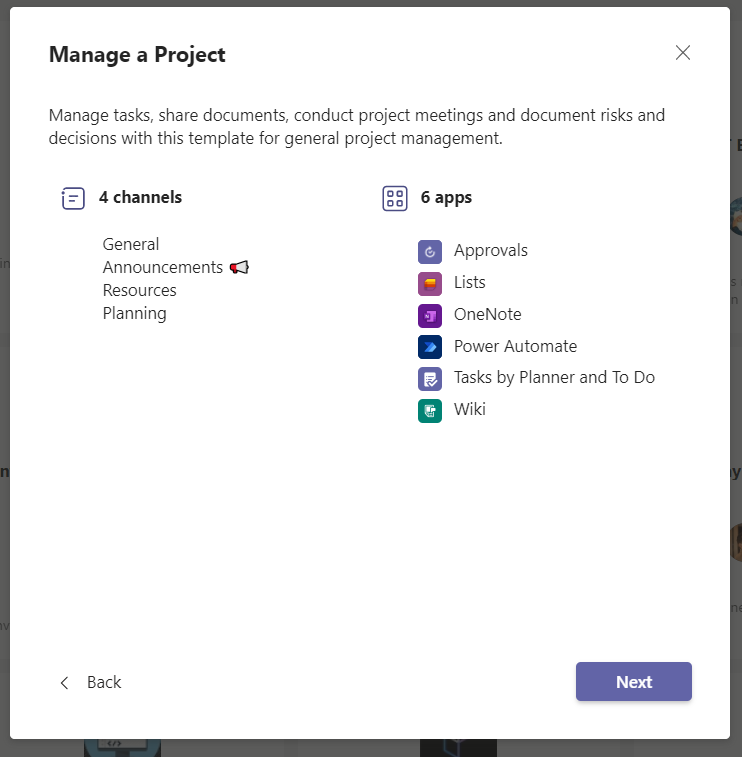 Manage a Project
Manage tasks, share documents, conduct project meetings and document risks and
decisions with this template for general project management.
4 channels
General
Announcements 📢
Resources
Planning
6 apps
Approvals
Lists
OneNote
Power Automate
Tasks by Planner and To Do
Wiki
Back
Next